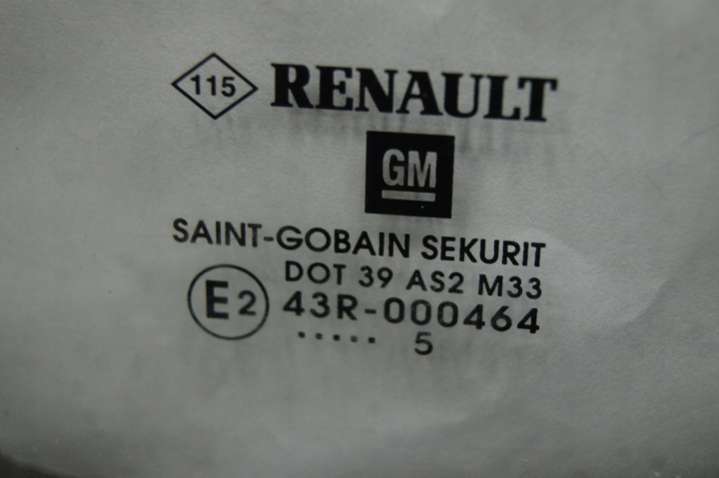 115 RENAULT
GM
SAINT-GOBAIN SEKURIT
DOT 39 AS2 M33
E2 43R-000464
..... 5